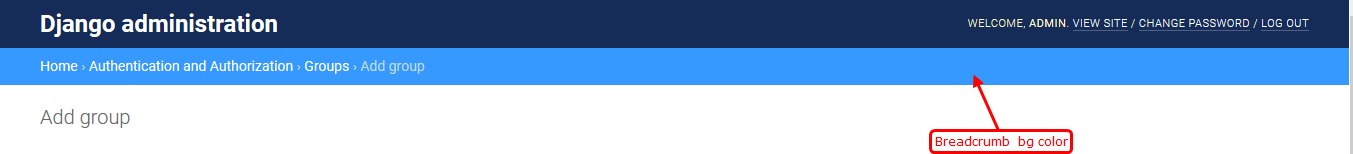 Django administration
WELCOME, ADMIN. VIEW SITE / CHANGE PASSWORD / LOG OUT
Home › Authentication and Authorization › Groups › Add group
Add group
Breadcrumb bg color